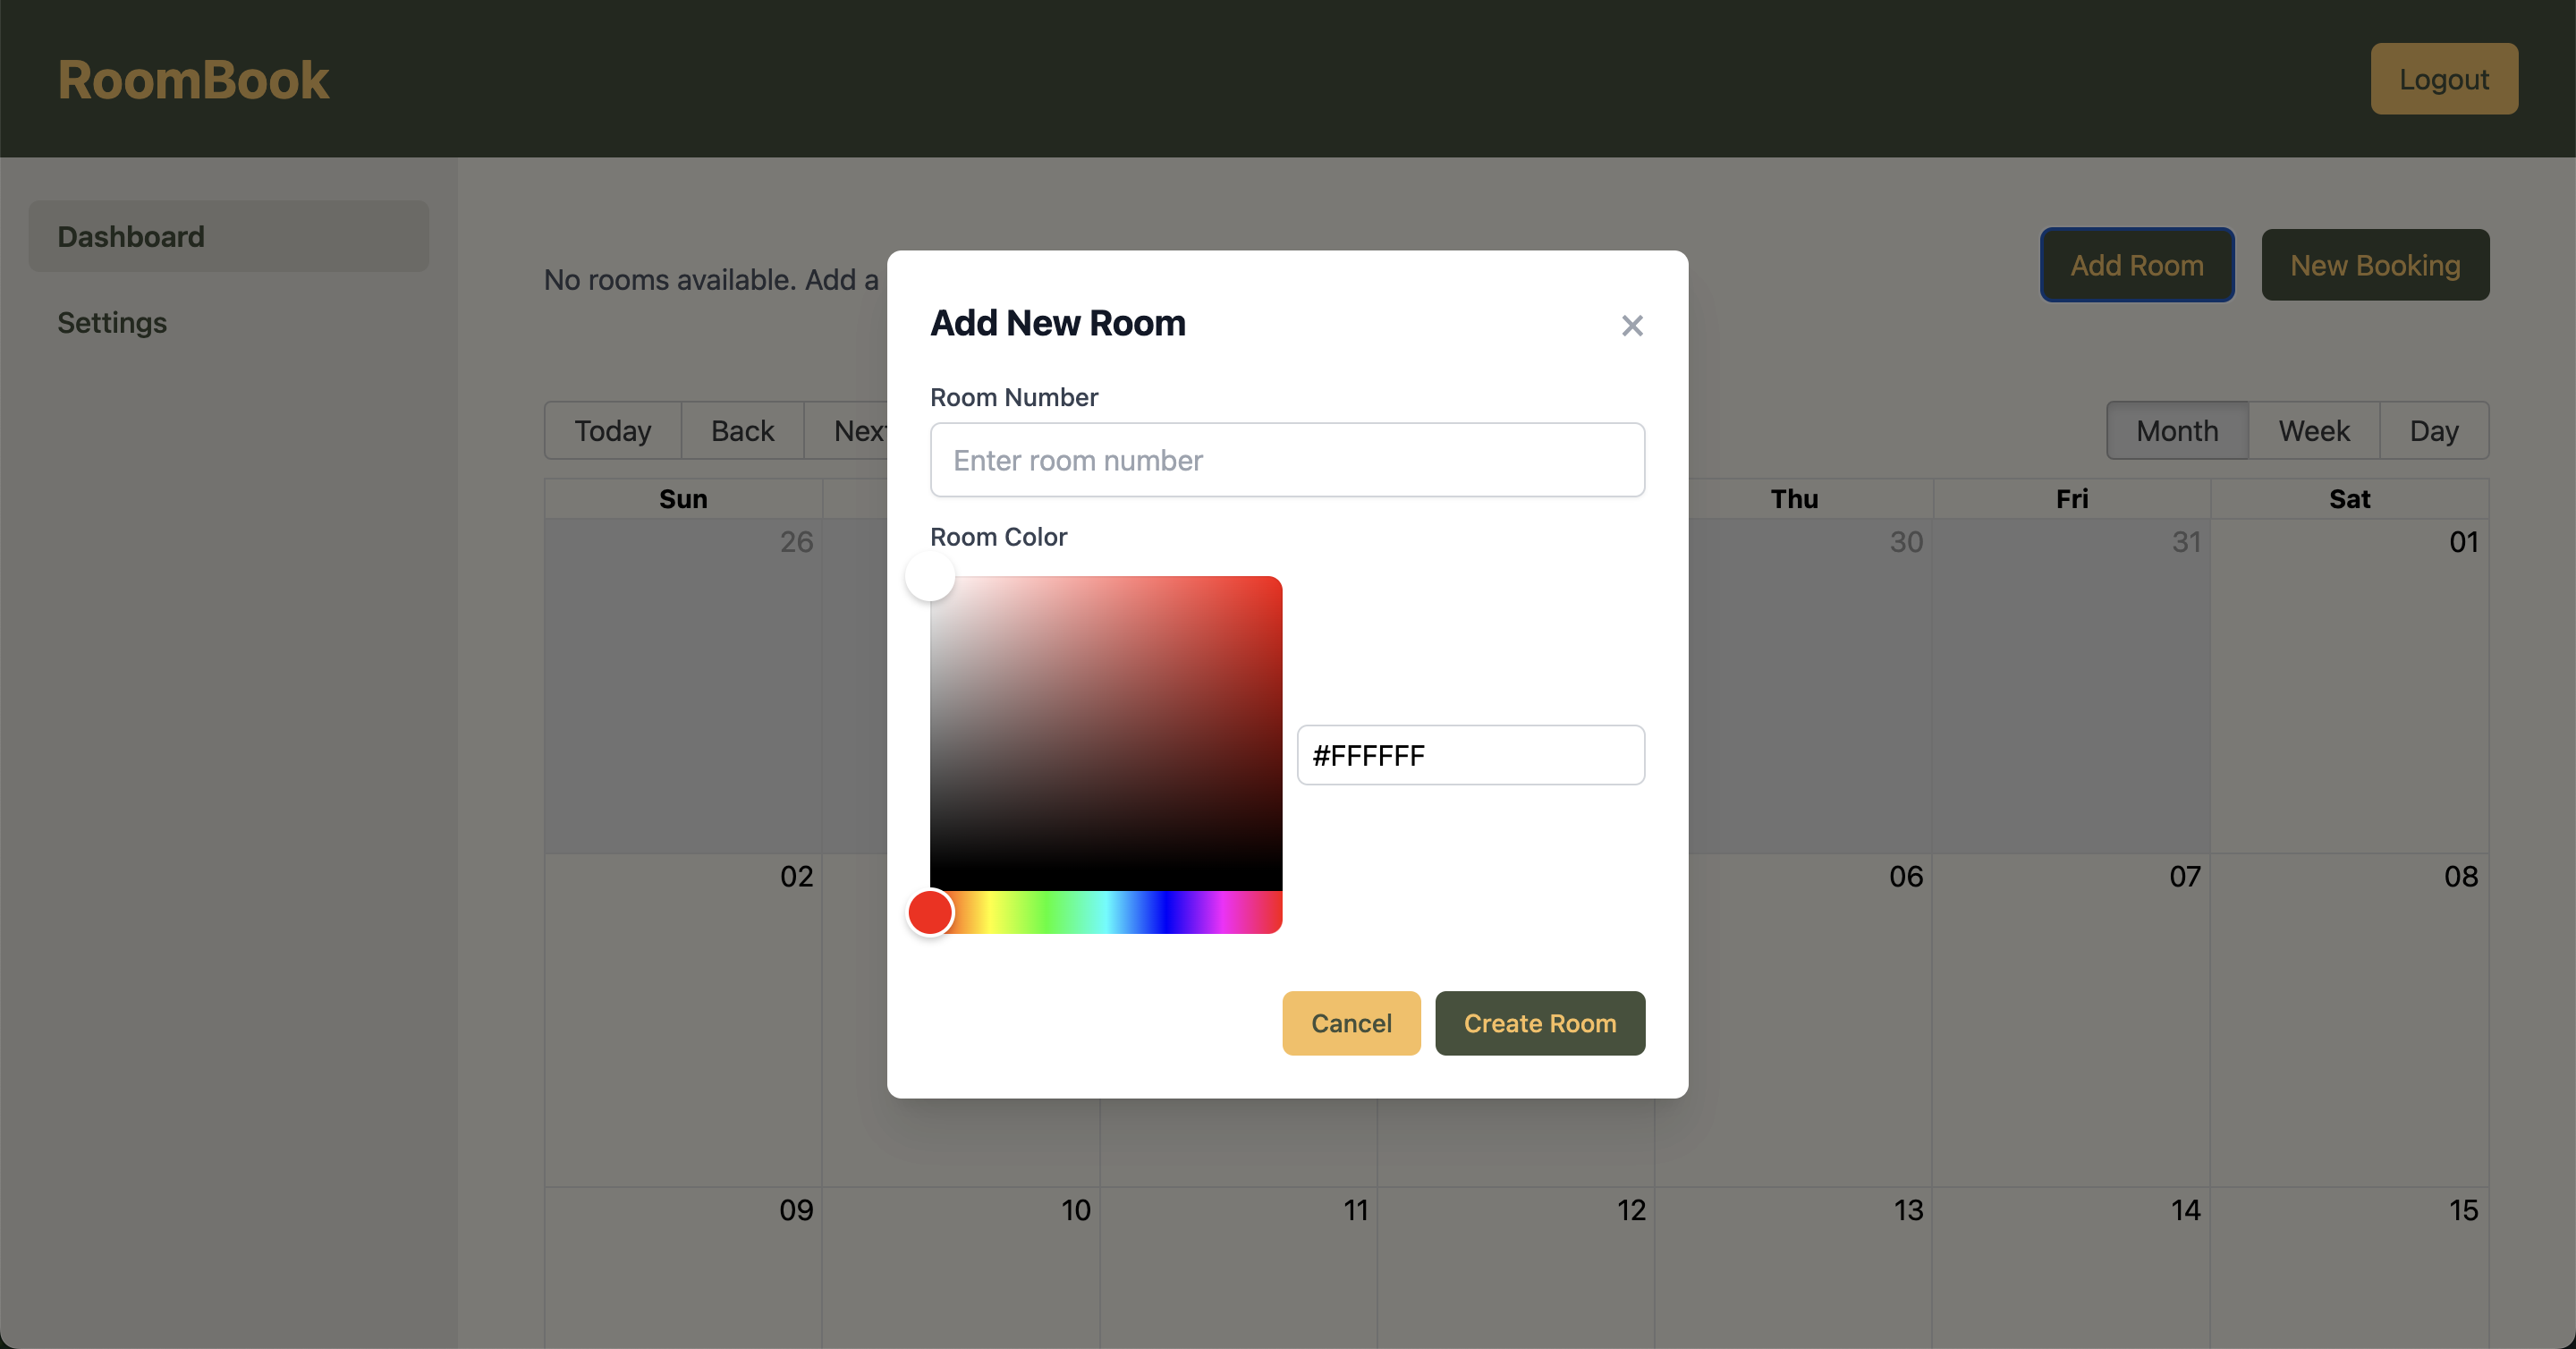 RoomBook
Logout
Dashboard
Settings
No rooms available. Add a
Add Room
New Booking
Today
Back
Next
Month
Week
Day
Sun
Thu
Fri
Sat
26
30
31
01
02
06
07
08
09
10
11
12
13
14
15
Add New Room
Room Number
Enter room number
Room Color
#FFFFFF
Cancel
Create Room